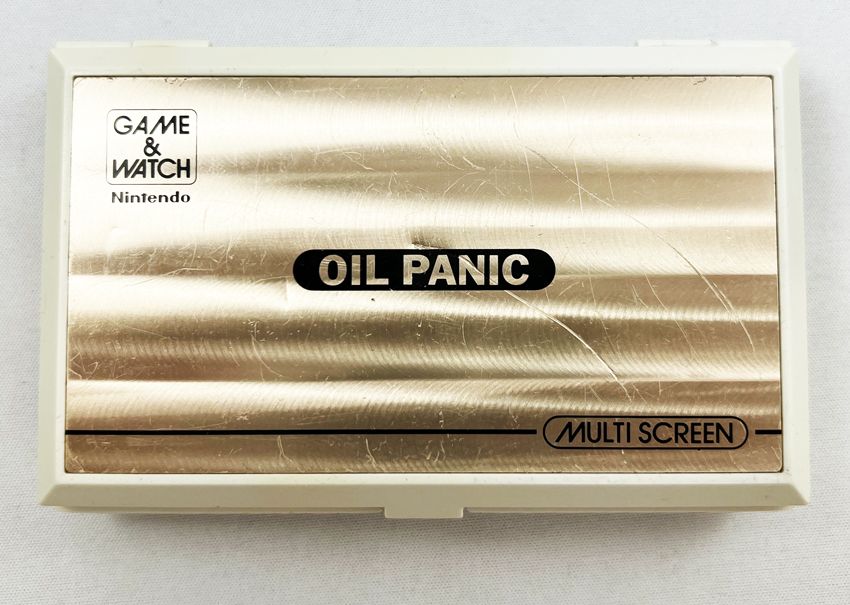 GAME
&
WATCH
Nintendo
OIL PANIC
MULTI SCREEN